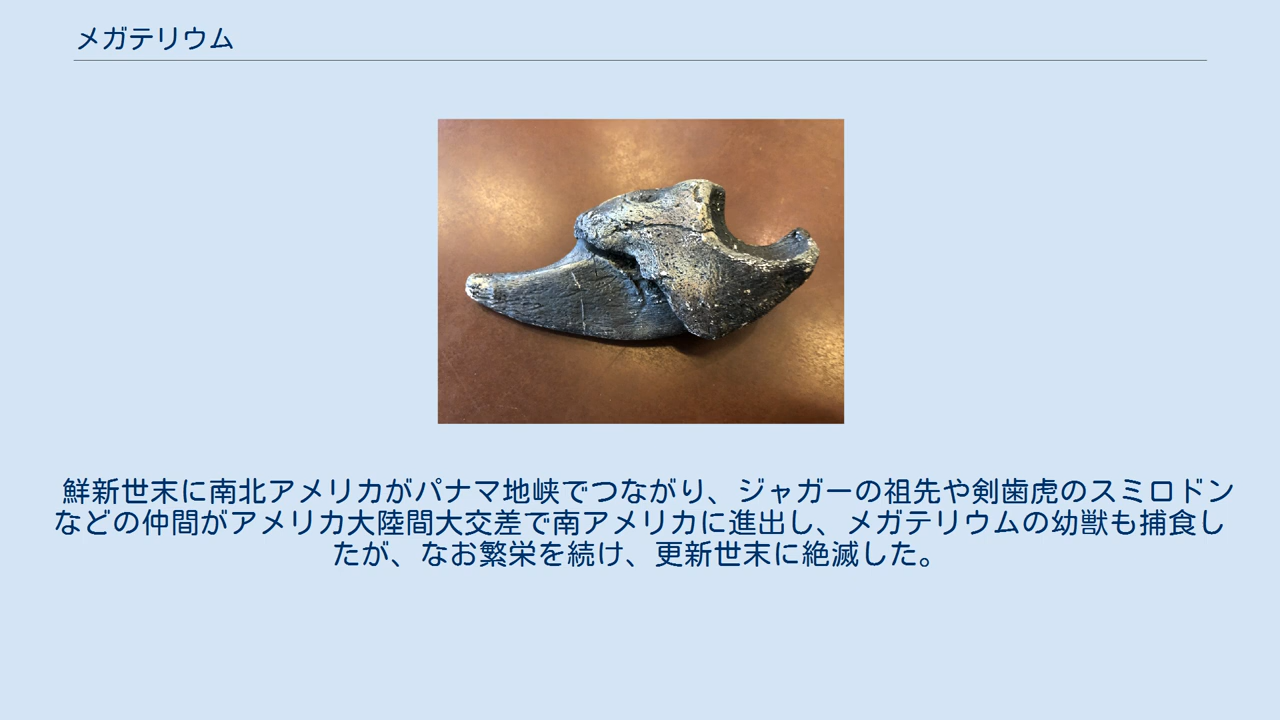 メガテリウム
鮮新世末に南北アメリカがパナマ地峡でつながり、ジャガーの祖先や剣歯虎のスミロドン
などの仲間がアメリカ大陸間大交差で南アメリカに進出し、メガテリウムの幼獣も捕食し
たが、なお繁栄を続け、更新世末に絶滅した。